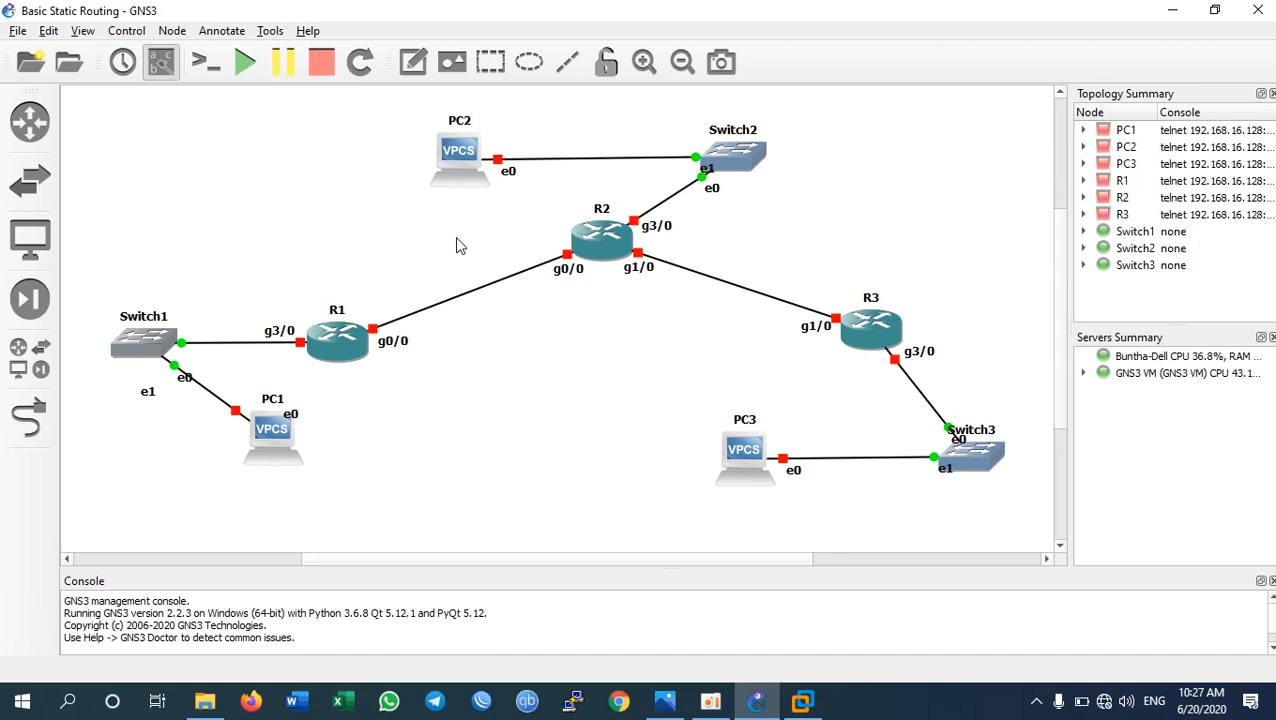 Basic Static Routing - GNS3
File Edit View Control Node Annotate Tools Help
PC2
VPCS
e0
Switch2
e1
e0
R2
g3/0
g0/0
g1/0
Switch1
g3/0
R1
g0/0
e0
e1
PC1
e0
VPCS
R3
g1/0
g3/0
PC3
VPCS
e0
Switch3
e0
e1
Topology Summary
Node Console
PC1 telnet 192.168.16.128:...
PC2 telnet 192.168.16.128:...
PC3 telnet 192.168.16.128:...
R1 telnet 192.168.16.128:...
R2 telnet 192.168.16.128:...
R3 telnet 192.168.16.128:...
Switch1 none
Switch2 none
Switch3 none
Servers Summary
Buntha-Dell CPU 36.8%, RAM ...
GNS3 VM (GNS3 VM) CPU 43.1...
Console
GNS3 management console.
Running GNS3 version 2.2.3 on Windows (64-bit) with Python 3.6.8 Qt 5.12.1 and PyQt 5.12.
Copyright (c) 2006-2020 GNS3 Technologies.
Use Help -> GNS3 Doctor to detect common issues.
ENG
10:27 AM
6/20/2020